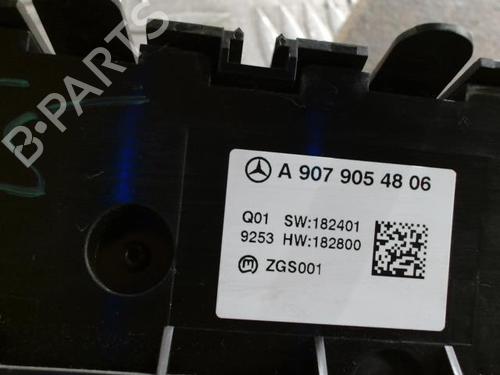 B-PARTS
A 907 905 48 06
Q01 SW:182401
9253 HW:182800
ZGS001